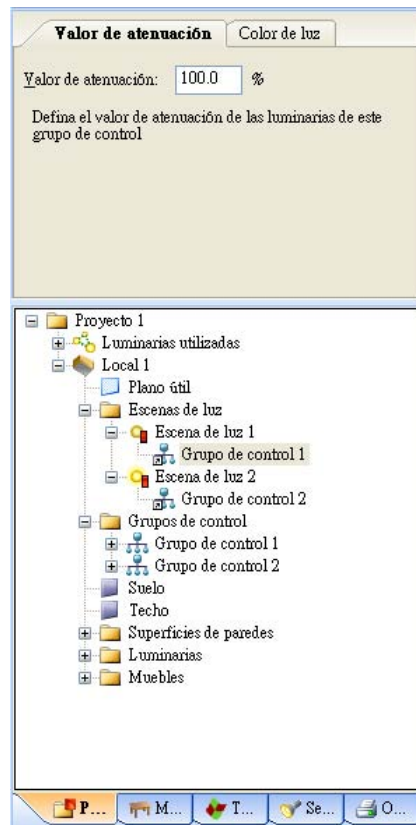 Valor de atenuación Color de luz
Valor de atenuación: 100.0 %
Defina el valor de atenuación de las luminarias de este
grupo de control
Proyecto 1
Luminarias utilizadas
Local 1
Plano útil
Escenas de luz
Escena de luz 1
Grupo de control 1
Escena de luz 2
Grupo de control 2
Grupos de control
Grupo de control 1
Grupo de control 2
Suelo
Techo
Superficies de paredes
Luminarias
Muebles
P... M... T... Se... O...